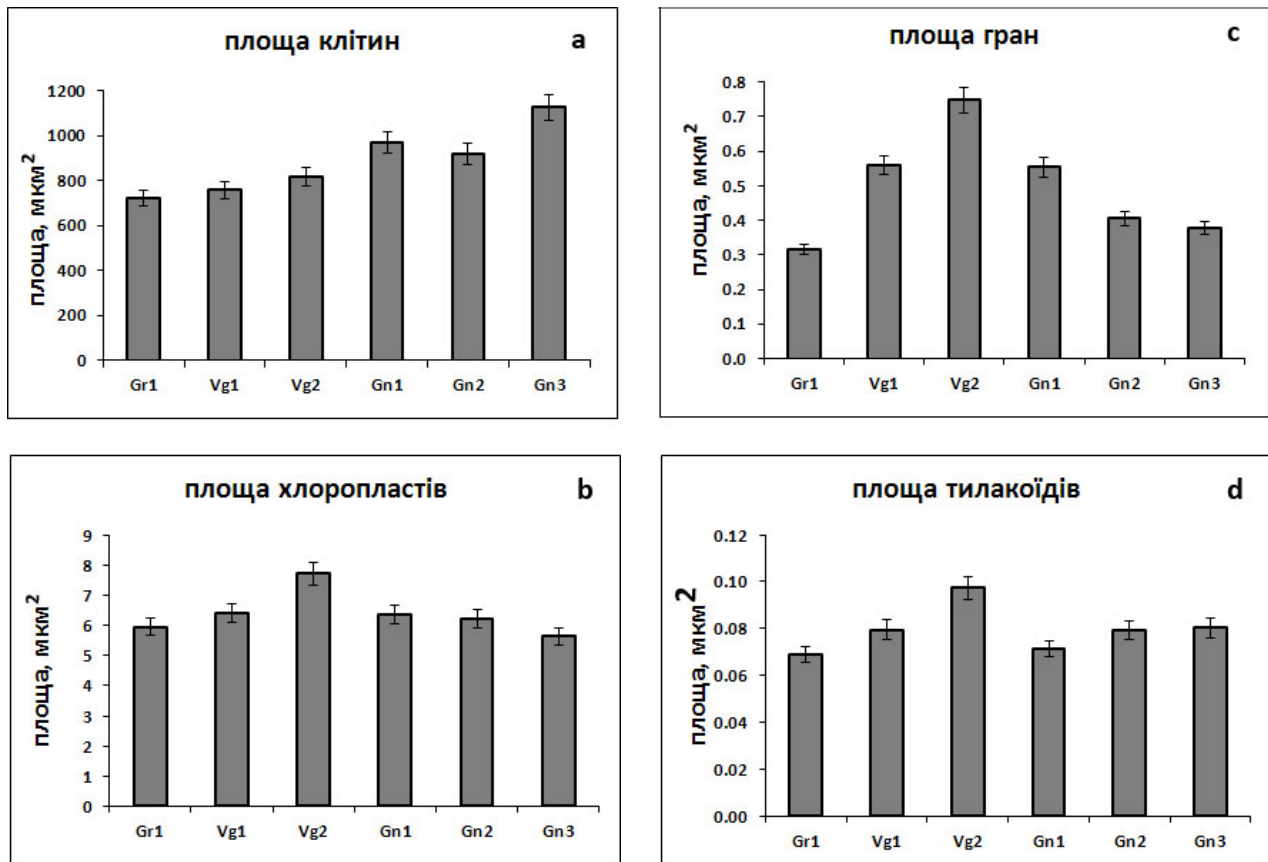 площа клітин
a
площа, мкм²
1200
1000
800
600
400
200
0
Gr1 Vg1 Vg2 Gn1 Gn2 Gn3
площа гран
c
площа, мкм²
0.8
0.7
0.6
0.5
0.4
0.3
0.2
0.1
0.0
Gr1 Vg1 Vg2 Gn1 Gn2 Gn3
площа хлоропластів
b
площа, мкм²
9
8
7
6
5
4
3
2
1
0
Gr1 Vg1 Vg2 Gn1 Gn2 Gn3
площа тилакоїдів
d
площа, мкм2
0.12
0.10
0.08
0.06
0.04
0.02
0.00
Gr1 Vg1 Vg2 Gn1 Gn2 Gn3